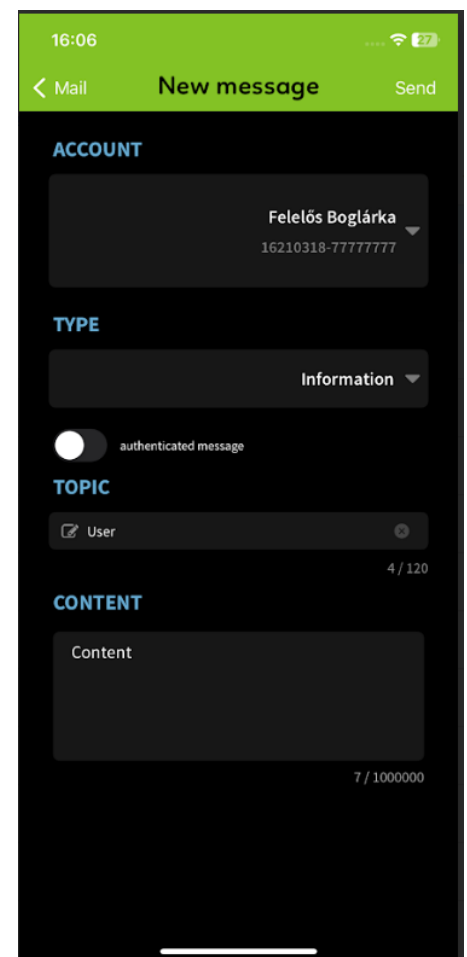 16:06
27
Mail
New message
Send
ACCOUNT
Felelős Boglárka
16210318-77777777
TYPE
Information
authenticated message
TOPIC
User
4 / 120
CONTENT
Content
7 / 1000000